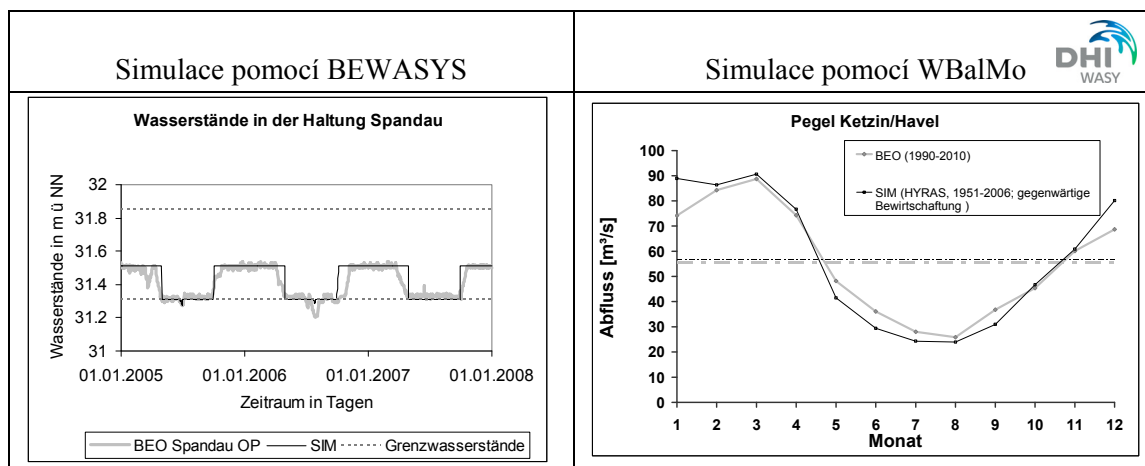 Simulace pomocí BEWASYS
Simulace pomocí WBalMo
DHI
WASY
Wasserstände in der Haltung Spandau
Wasserstände in m ü NN
32
31.8
31.6
31.4
31.2
31
01.01.2005 01.01.2006 01.01.2007 01.01.2008
Zeitraum in Tagen
BEO Spandau OP SIM Grenzwasserstände
Pegel Ketzin/Havel
BEO (1990-2010)
SIM (HYRAS, 1951-2006; gegenwärtige
Bewirtschaftung )
Abfluss [m³/s]
100
90
80
70
60
50
40
30
20
10
0
1 2 3 4 5 6 7 8 9 10 11 12
Monat